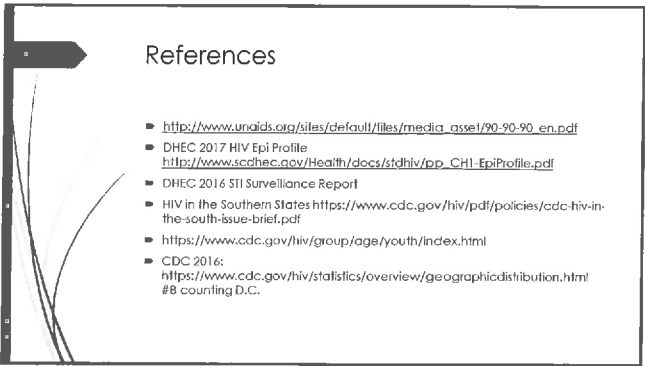 References
http://www.unaids.org/sites/default/files/media_asset/90-90-90_en.pdf
DHEC 2017 HIV Epi Profile
http://www.scdhec.gov/Health/docs/stdhiv/pp_CH1-EpiProfile.pdf
DHEC 2016 STI Surveillance Report
HIV in the Southern States https://www.cdc.gov/hiv/pdf/policies/cdc-hiv-in-
the-south-issue-brief.pdf
https://www.cdc.gov/hiv/group/age/youth/index.html
CDC 2016:
https://www.cdc.gov/hiv/statistics/overview/geographicdistribution.html
#8 counting D.C.